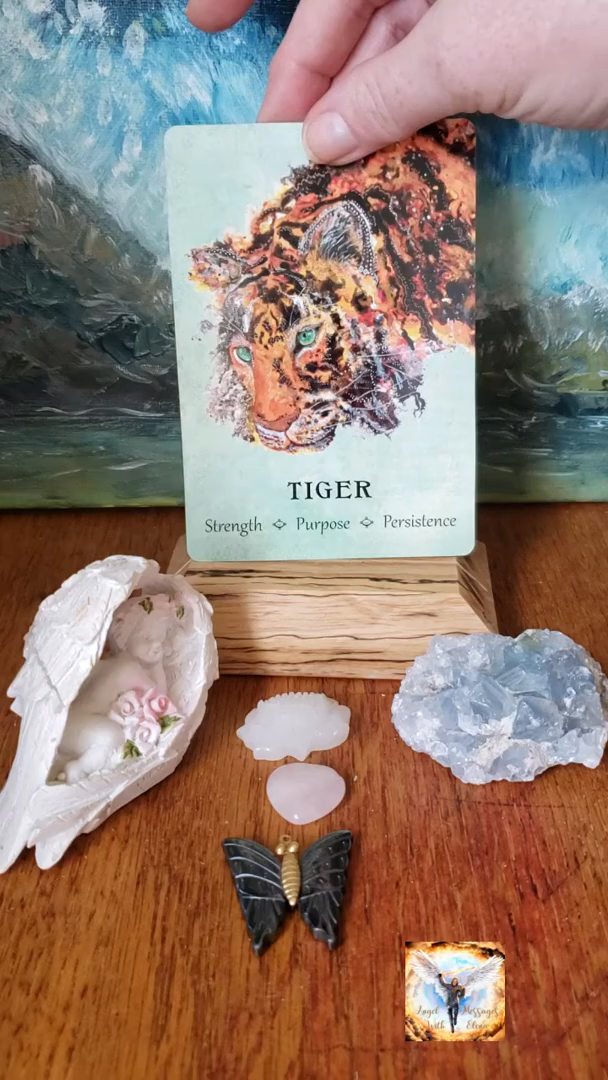 TIGER
Strength ⟡ Purpose ⟡ Persistence
Angel Messages
With